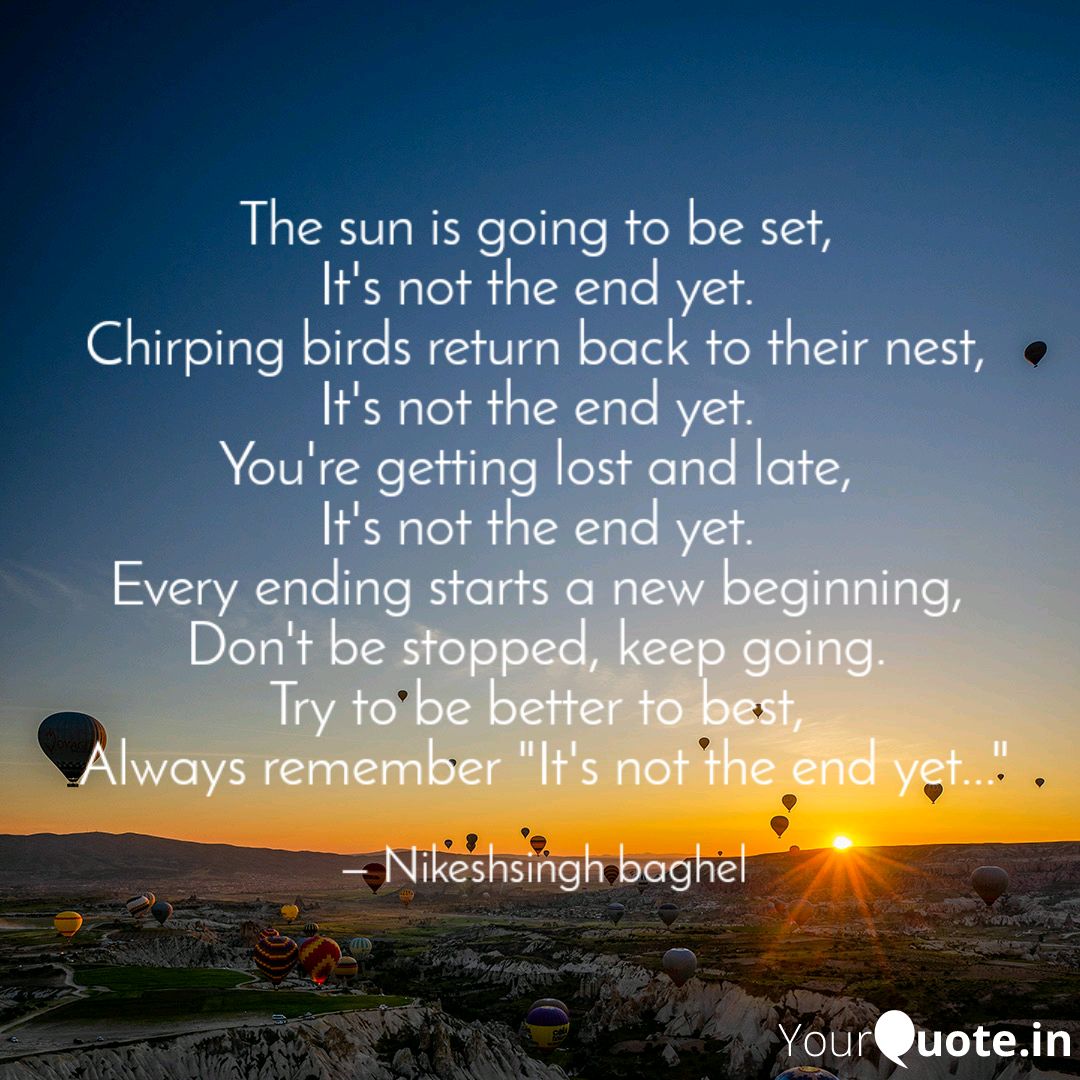 The sun is going to be set,
It's not the end yet.
Chirping birds return back to their nest,
It's not the end yet.
You're getting lost and late,
It's not the end yet.
Every ending starts a new beginning,
Don't be stopped, keep going.
Try to be better to best,
Always remember "It's not the end yet..."
— Nikeshsingh baghel
YourQuote.in